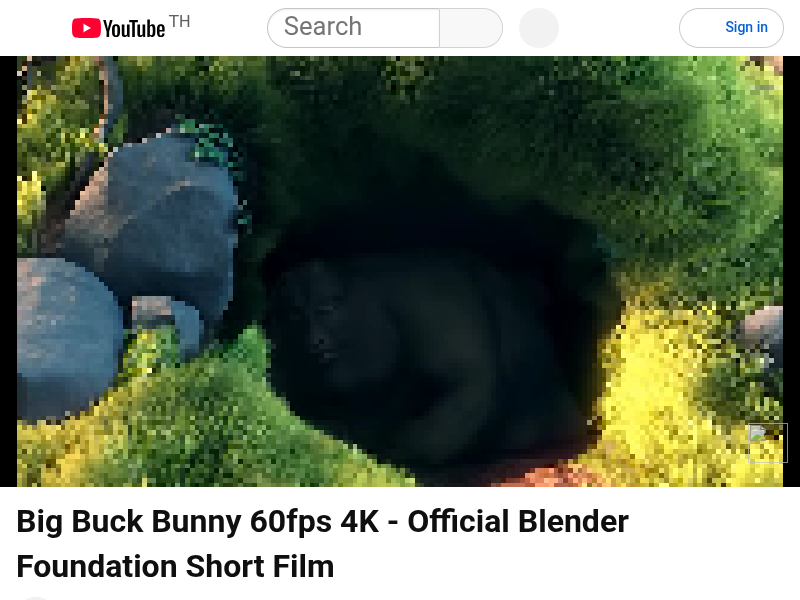 YouTube TH
Search
Sign in
Big Buck Bunny 60fps 4K - Official Blender
Foundation Short Film